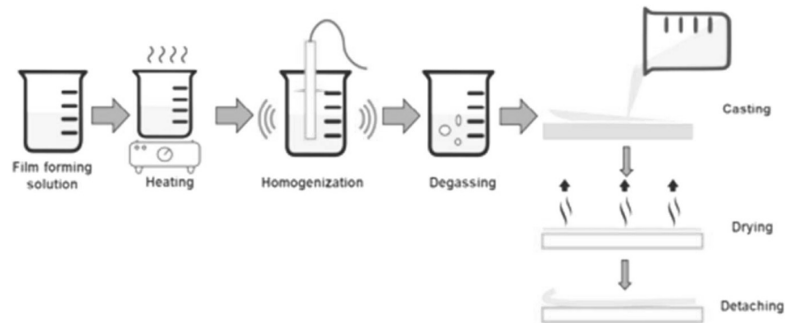 Film forming
solution
Heating
Homogenization
Degassing
Casting
Drying
Detaching